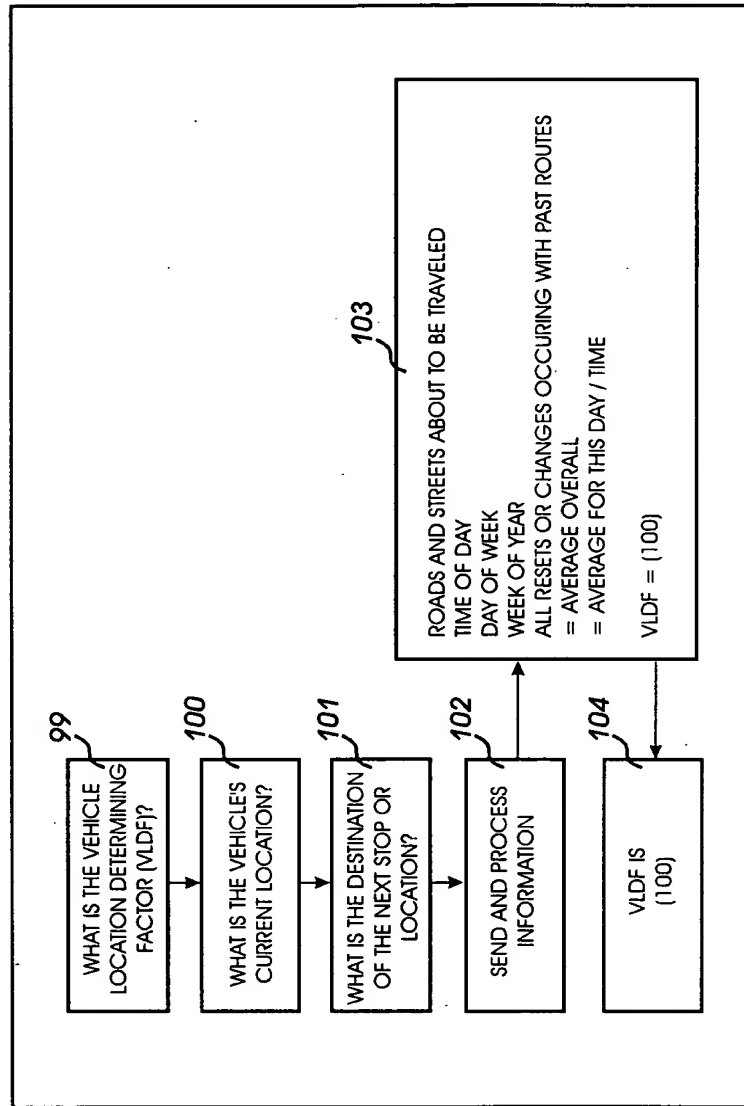 99
WHAT IS THE VEHICLE
LOCATION DETERMINING
FACTOR (VLDF)?
100
WHAT IS THE VEHICLE'S
CURRENT LOCATION?
101
WHAT IS THE DESTINATION
OF THE NEXT STOP OR
LOCATION?
102
SEND AND PROCESS
INFORMATION
103
ROADS AND STREETS ABOUT TO BE TRAVELED
TIME OF DAY
DAY OF WEEK
WEEK OF YEAR
ALL RESETS OR CHANGES OCCURING WITH PAST ROUTES
= AVERAGE OVERALL
= AVERAGE FOR THIS DAY / TIME
VLDF = (100)
104
VLDF IS
(100)